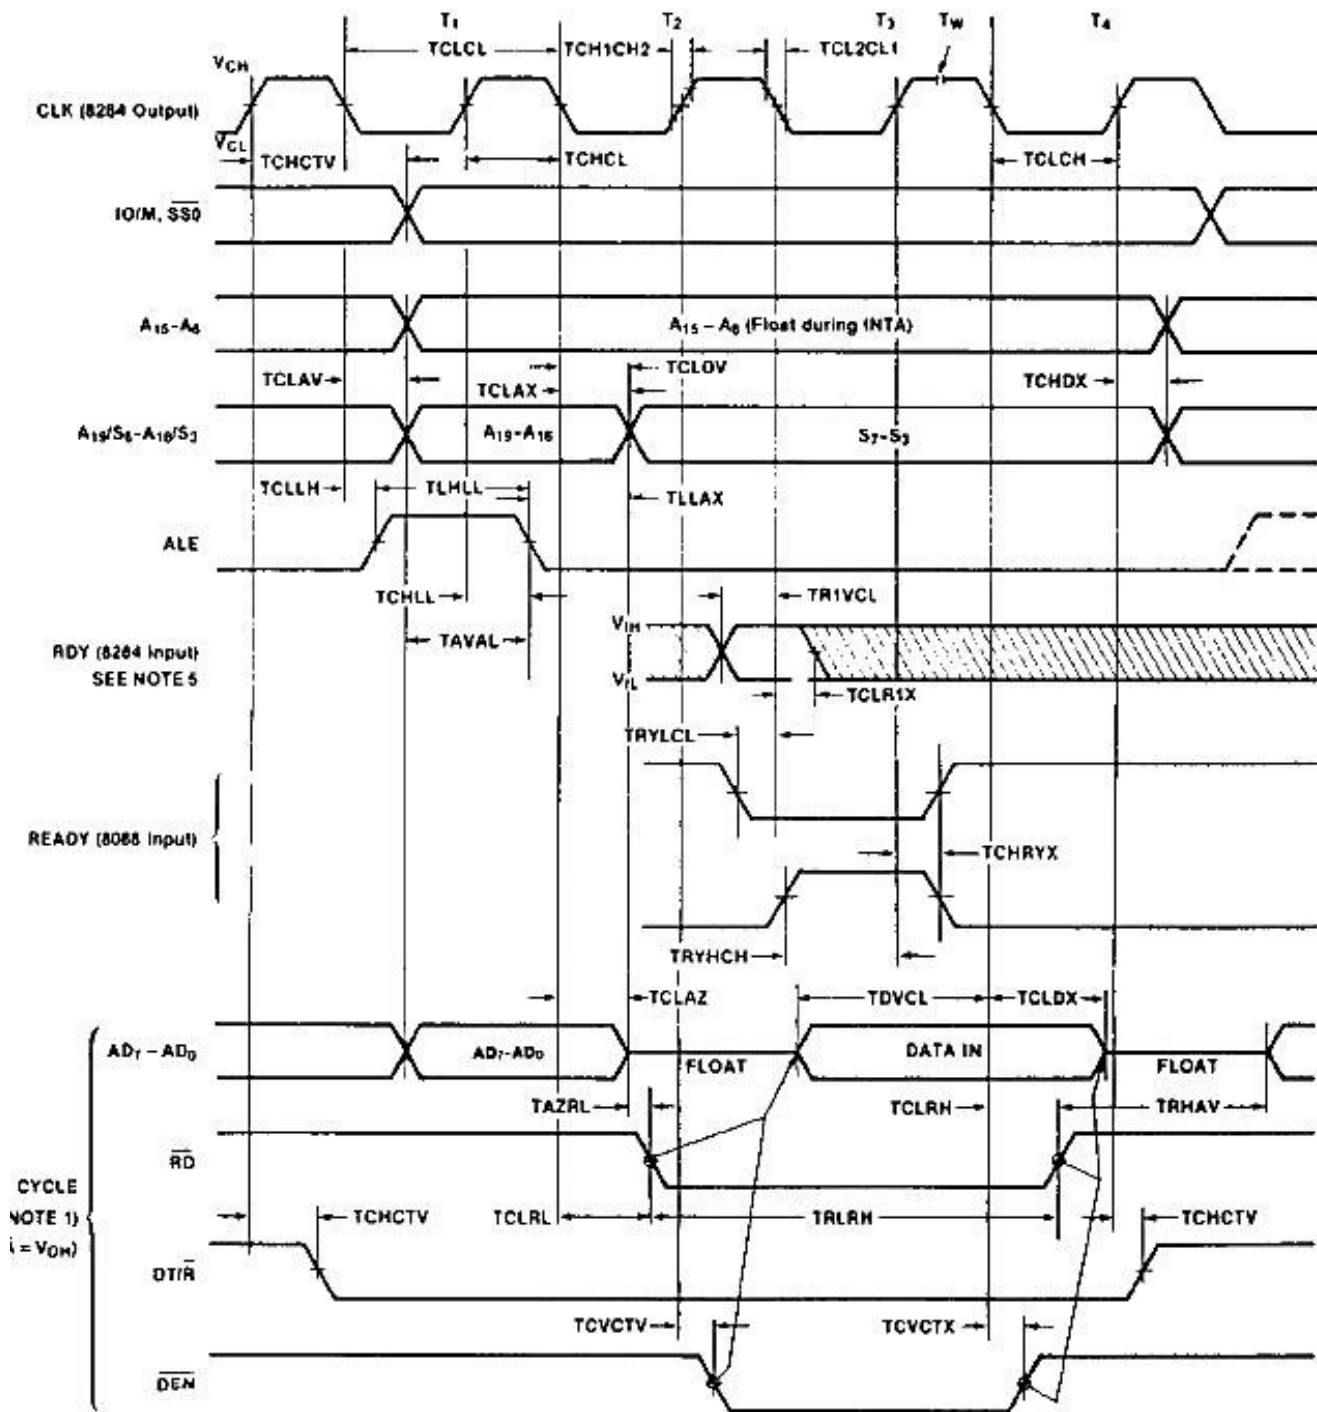 T1 T2 T3 TW T4
TCLCL TCH1CH2 TCL2CL1
VCH
CLK (8284 Output)
VCL
TCHCTV TCHCL TCLCH
IO/M, SS0
A15-A8 A15 – A8 (Float during INTA)
TCLAV TCLAX TCLDV TCHDX
A19/S6-A16/S3 A19-A16 S7-S3
TCLLH TLHLL TLLAX
ALE
TCHLL TR1VCL
TAVAL
VIH
RDY (8284 Input)
SEE NOTE 5
VIL
TCLR1X
TRYLCL
READY (8088 Input)
TCHRYX
TRYHCH
TCLAZ TDVCL TCLDX
AD7 – AD0 AD7-AD0 FLOAT DATA IN FLOAT
TAZRL TCLRH TRHAV
RD
CYCLE
NOTE 1)
= VOH)
TCHCTV TCLRL TRLRH TCHCTV
DT/R
TCVCTV TCVCTX
DEN